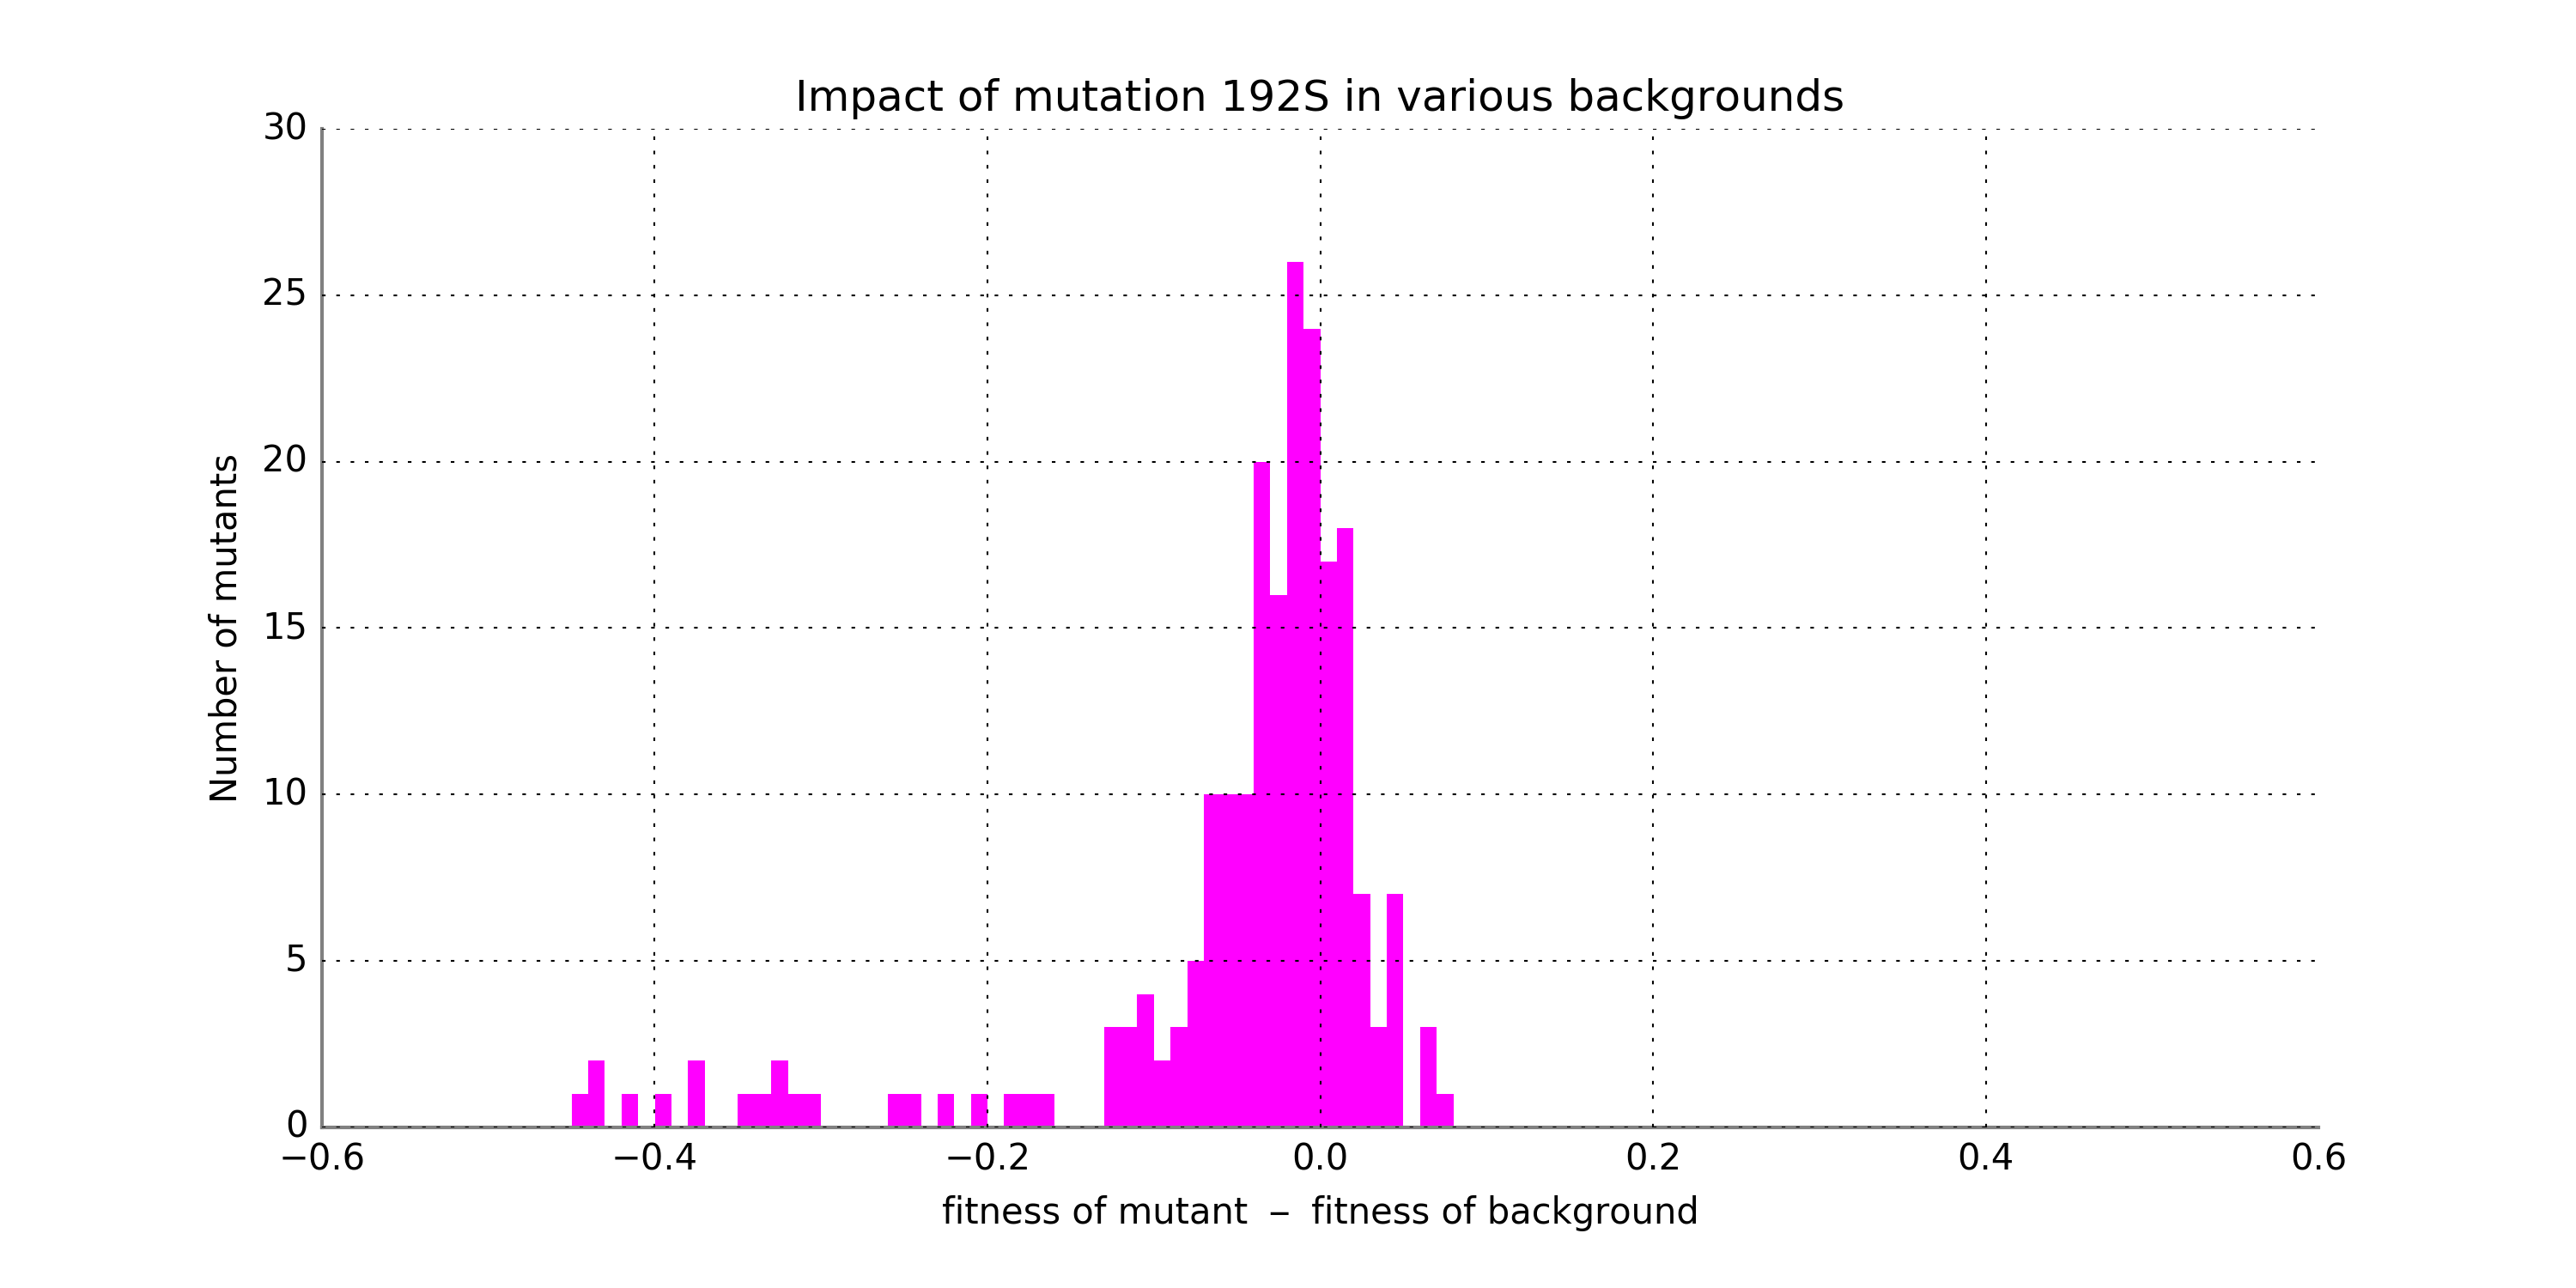 Impact of mutation 192S in various backgrounds
30
25
20
15
10
5
0
Number of mutants
−0.6 −0.4 −0.2 0.0 0.2 0.4 0.6
fitness of mutant − fitness of background